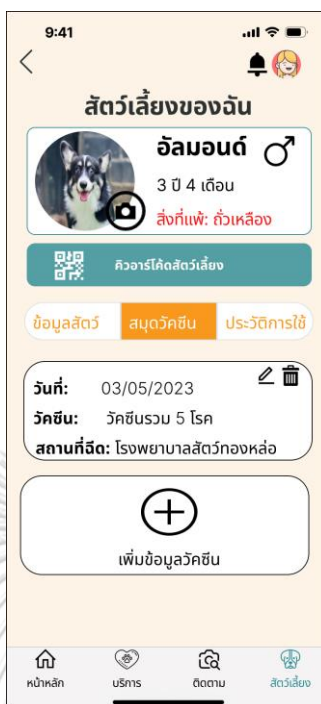 9:41
สัตว์เลี้ยงของฉัน
อัลมอนด์
3 ปี 4 เดือน
สิ่งที่แพ้: ถั่วเหลือง
คิวอาร์โค้ดสัตว์เลี้ยง
ข้อมูลสัตว์ สมุดวัคซีน ประวัติการใช้
วันที่: 03/05/2023
วัคซีน: วัคซีนรวม 5 โรค
สถานที่ฉีด: โรงพยาบาลสัตว์ทองหล่อ
เพิ่มข้อมูลวัคซีน
หน้าหลัก บริการ ติดตาม สัตว์เลี้ยง